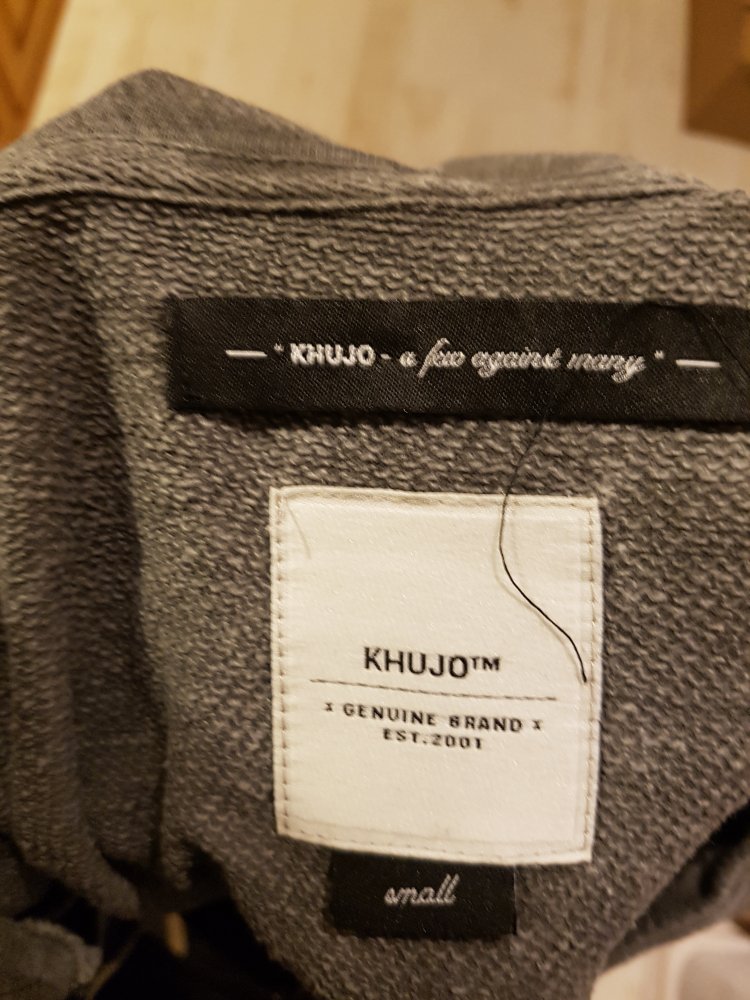 — "KHUJO - a few against many" —
KHUJO™
x GENUINE BRAND x
EST.2001
small